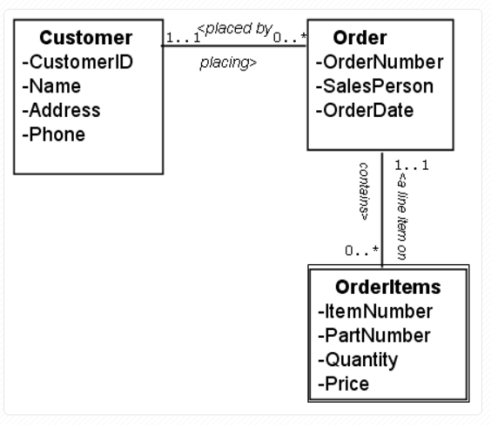 Customer
-CustomerID
-Name
-Address
-Phone
1..1
<placed by
0..*
placing>
Order
-OrderNumber
-SalesPerson
-OrderDate
contains>
1..1
<a line item on
0..*
OrderItems
-ItemNumber
-PartNumber
-Quantity
-Price